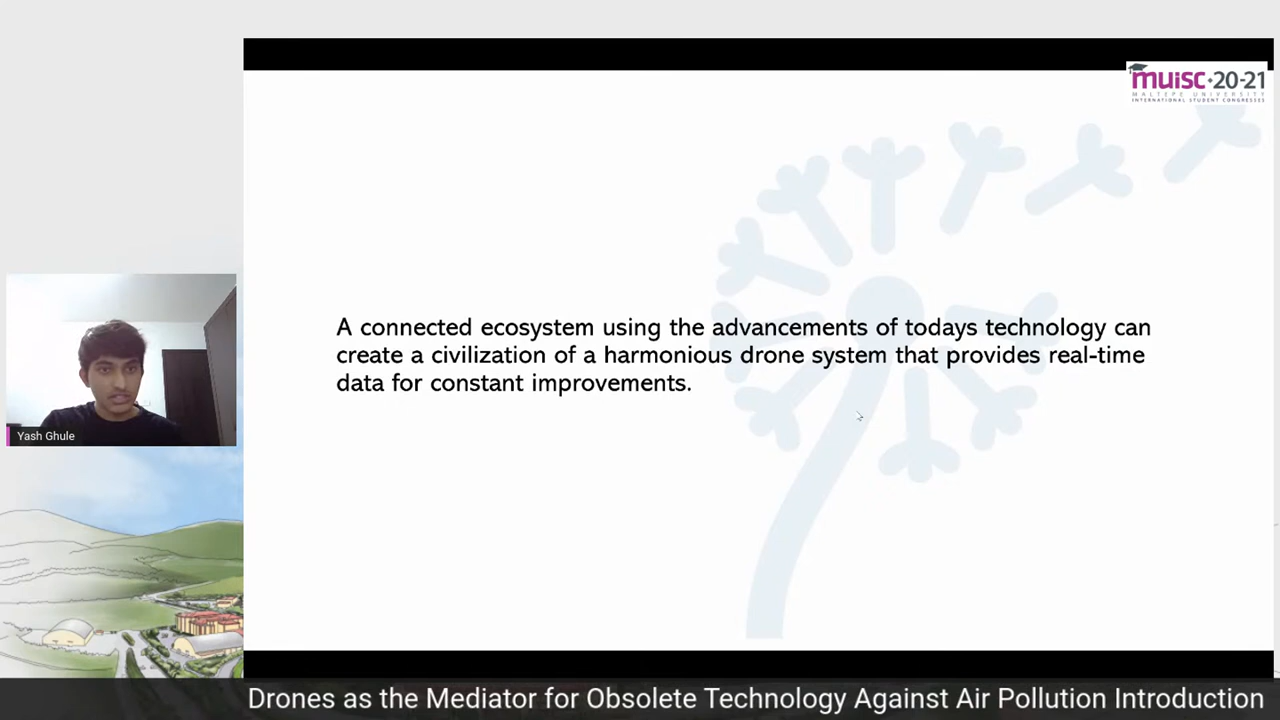 muisc·20-21
MALTEPE UNIVERSITY
INTERNATIONAL STUDENT CONGRESSES
A connected ecosystem using the advancements of todays technology can
create a civilization of a harmonious drone system that provides real-time
data for constant improvements.
Yash Ghule
Drones as the Mediator for Obsolete Technology Against Air Pollution Introduction